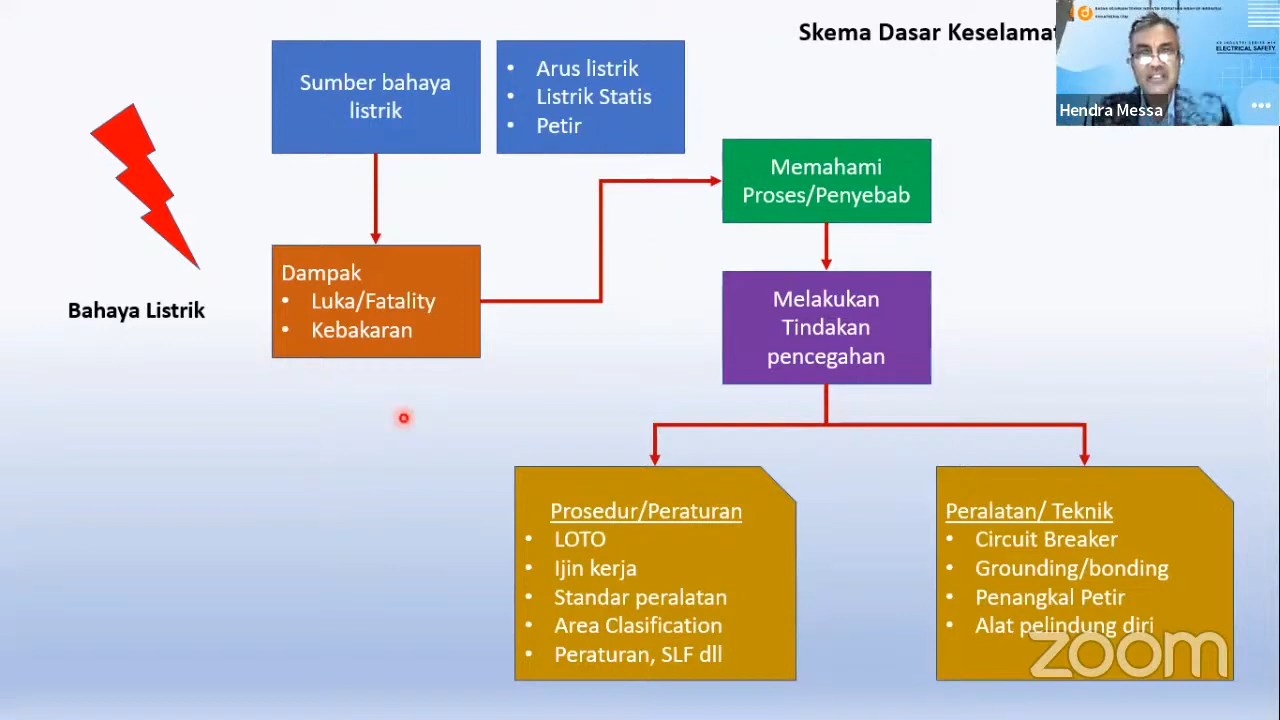 Skema Dasar Keselamat
ELECTRICAL SAFETY
Hendra Messa
Sumber bahaya
listrik
• Arus listrik
• Listrik Statis
• Petir
Bahaya Listrik
Dampak
• Luka/Fatality
• Kebakaran
Memahami
Proses/Penyebab
Melakukan
Tindakan
pencegahan
Prosedur/Peraturan
• LOTO
• Ijin kerja
• Standar peralatan
• Area Clasification
• Peraturan, SLF dll
Peralatan/ Teknik
• Circuit Breaker
• Grounding/bonding
• Penangkal Petir
• Alat pelindung diri
zoom